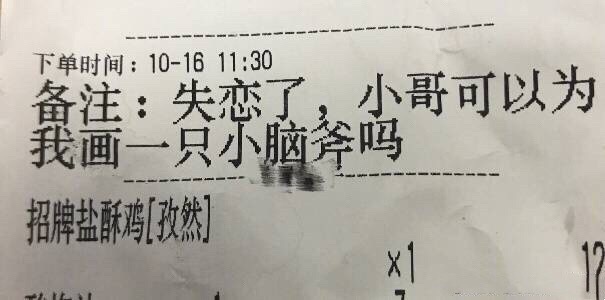 下单时间：10-16 11:30
备注：失恋了，小哥可以为
我画一只小脑斧吗
招牌盐酥鸡[孜然]
x1
12